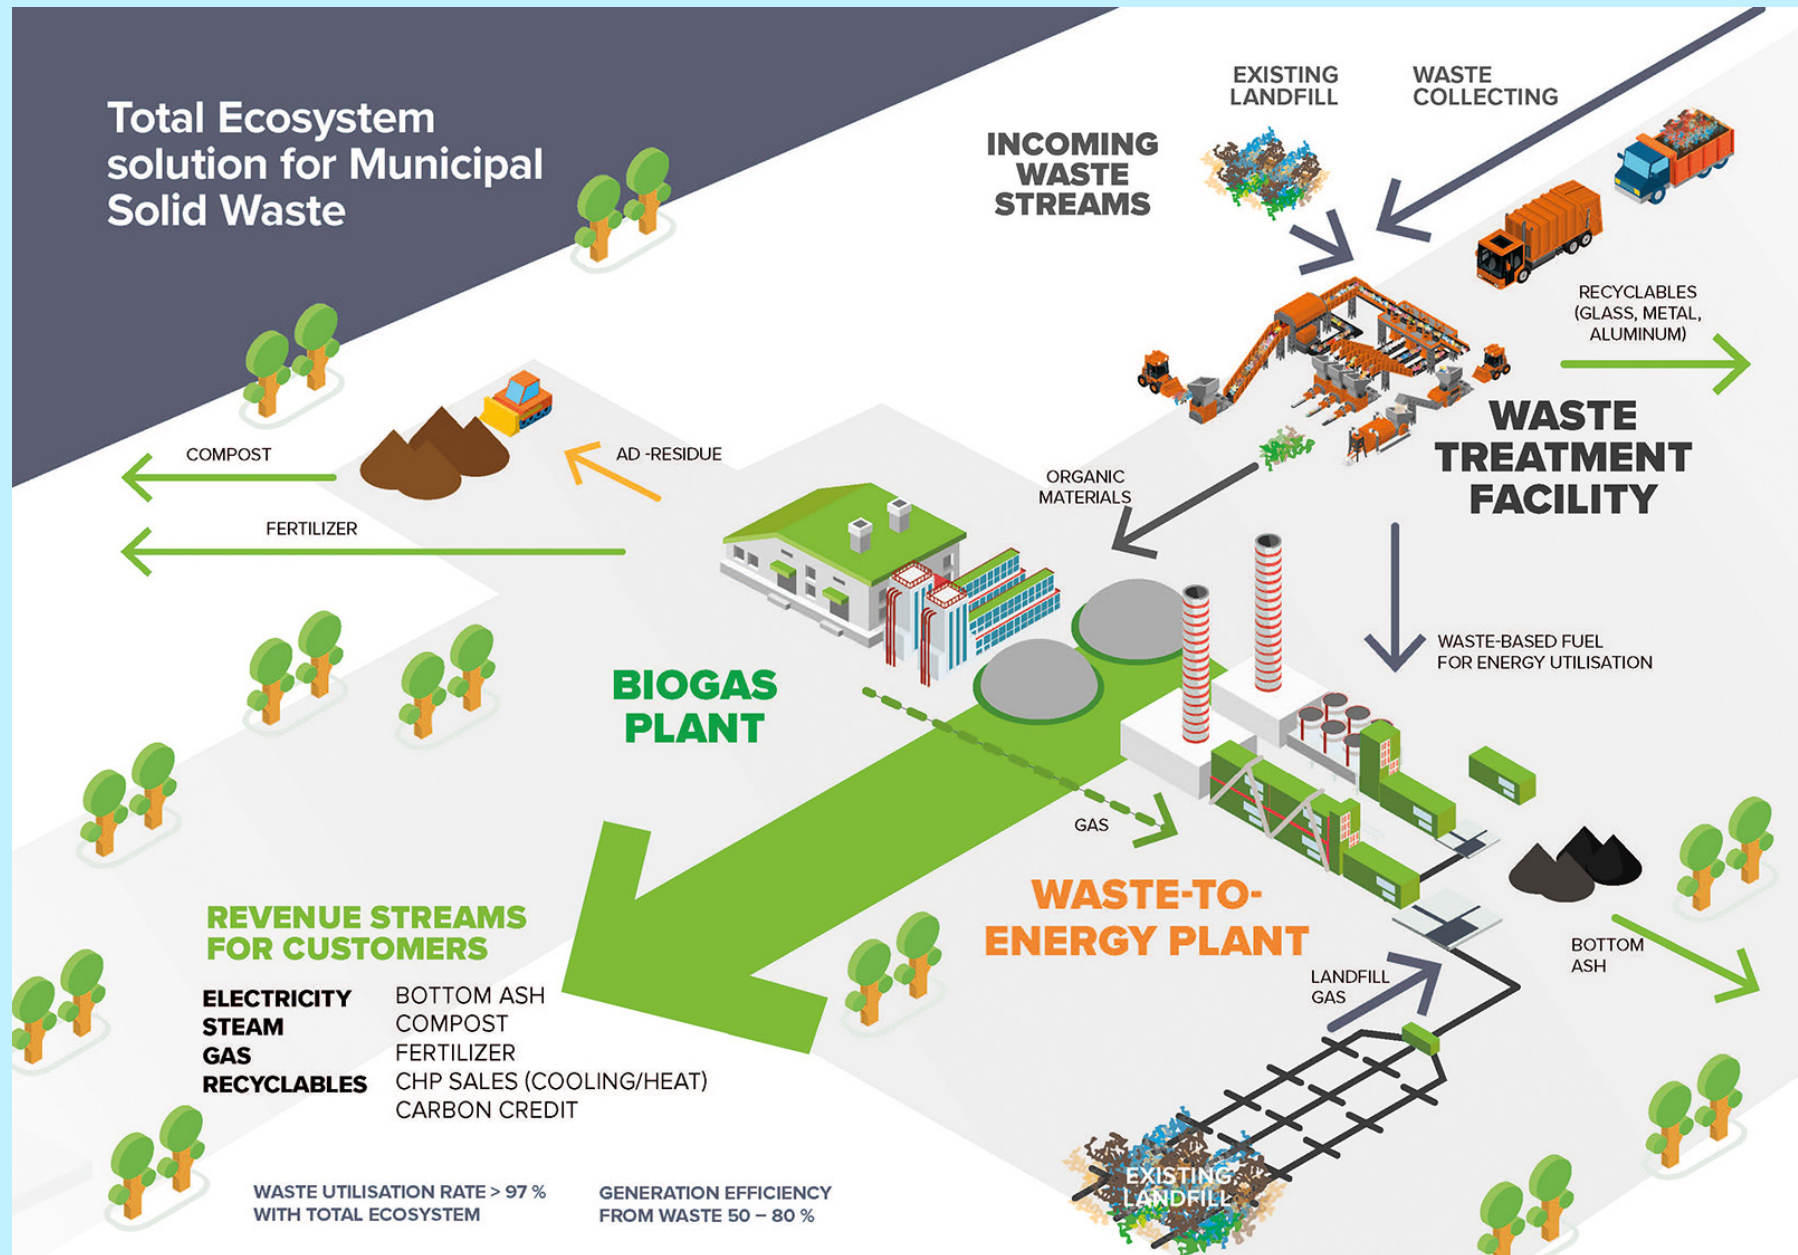 Total Ecosystem
solution for Municipal
Solid Waste
EXISTING
LANDFILL
WASTE
COLLECTING
INCOMING
WASTE
STREAMS
RECYCLABLES
(GLASS, METAL,
ALUMINUM)
WASTE
TREATMENT
FACILITY
COMPOST
AD -RESIDUE
ORGANIC
MATERIALS
FERTILIZER
WASTE-BASED FUEL
FOR ENERGY UTILISATION
BIOGAS
PLANT
GAS
WASTE-TO-
ENERGY PLANT
BOTTOM
ASH
LANDFILL
GAS
REVENUE STREAMS
FOR CUSTOMERS
ELECTRICITY
STEAM
GAS
RECYCLABLES
BOTTOM ASH
COMPOST
FERTILIZER
CHP SALES (COOLING/HEAT)
CARBON CREDIT
EXISTING
LANDFILL
WASTE UTILISATION RATE > 97 %
WITH TOTAL ECOSYSTEM
GENERATION EFFICIENCY
FROM WASTE 50 – 80 %